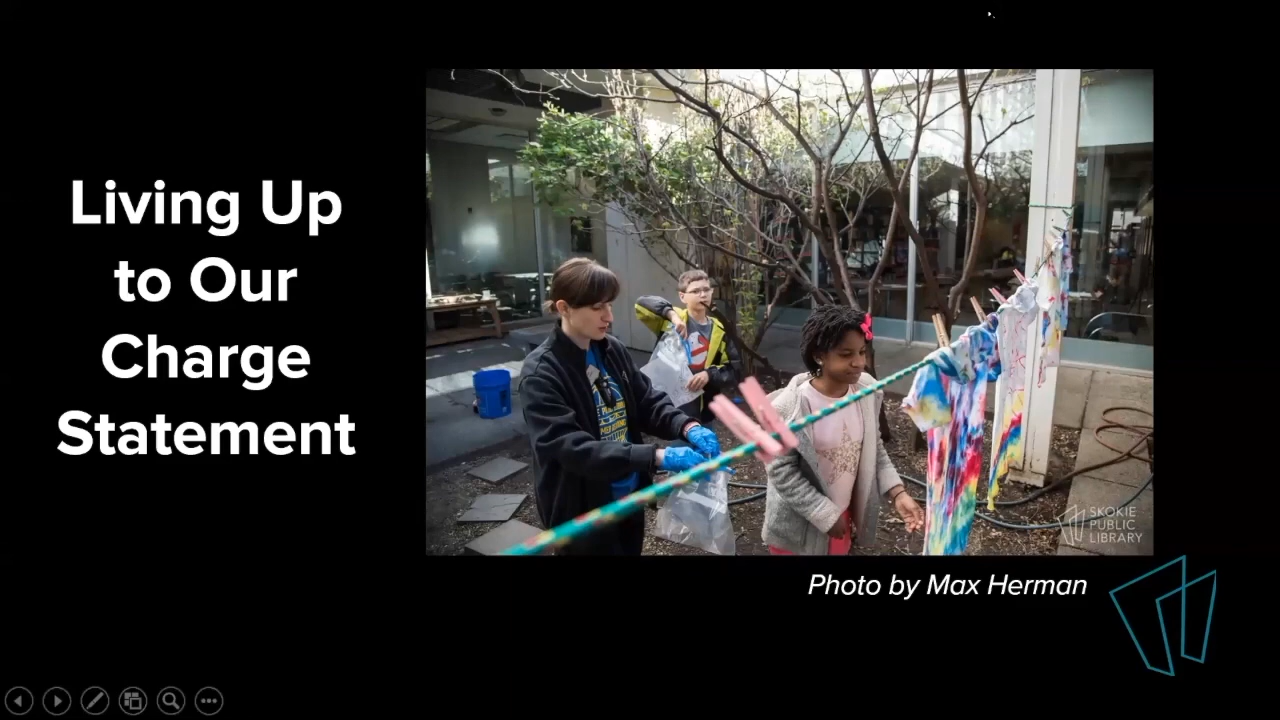 Living Up
to Our
Charge
Statement
SKOKIE
PUBLIC
LIBRARY
Photo by Max Herman